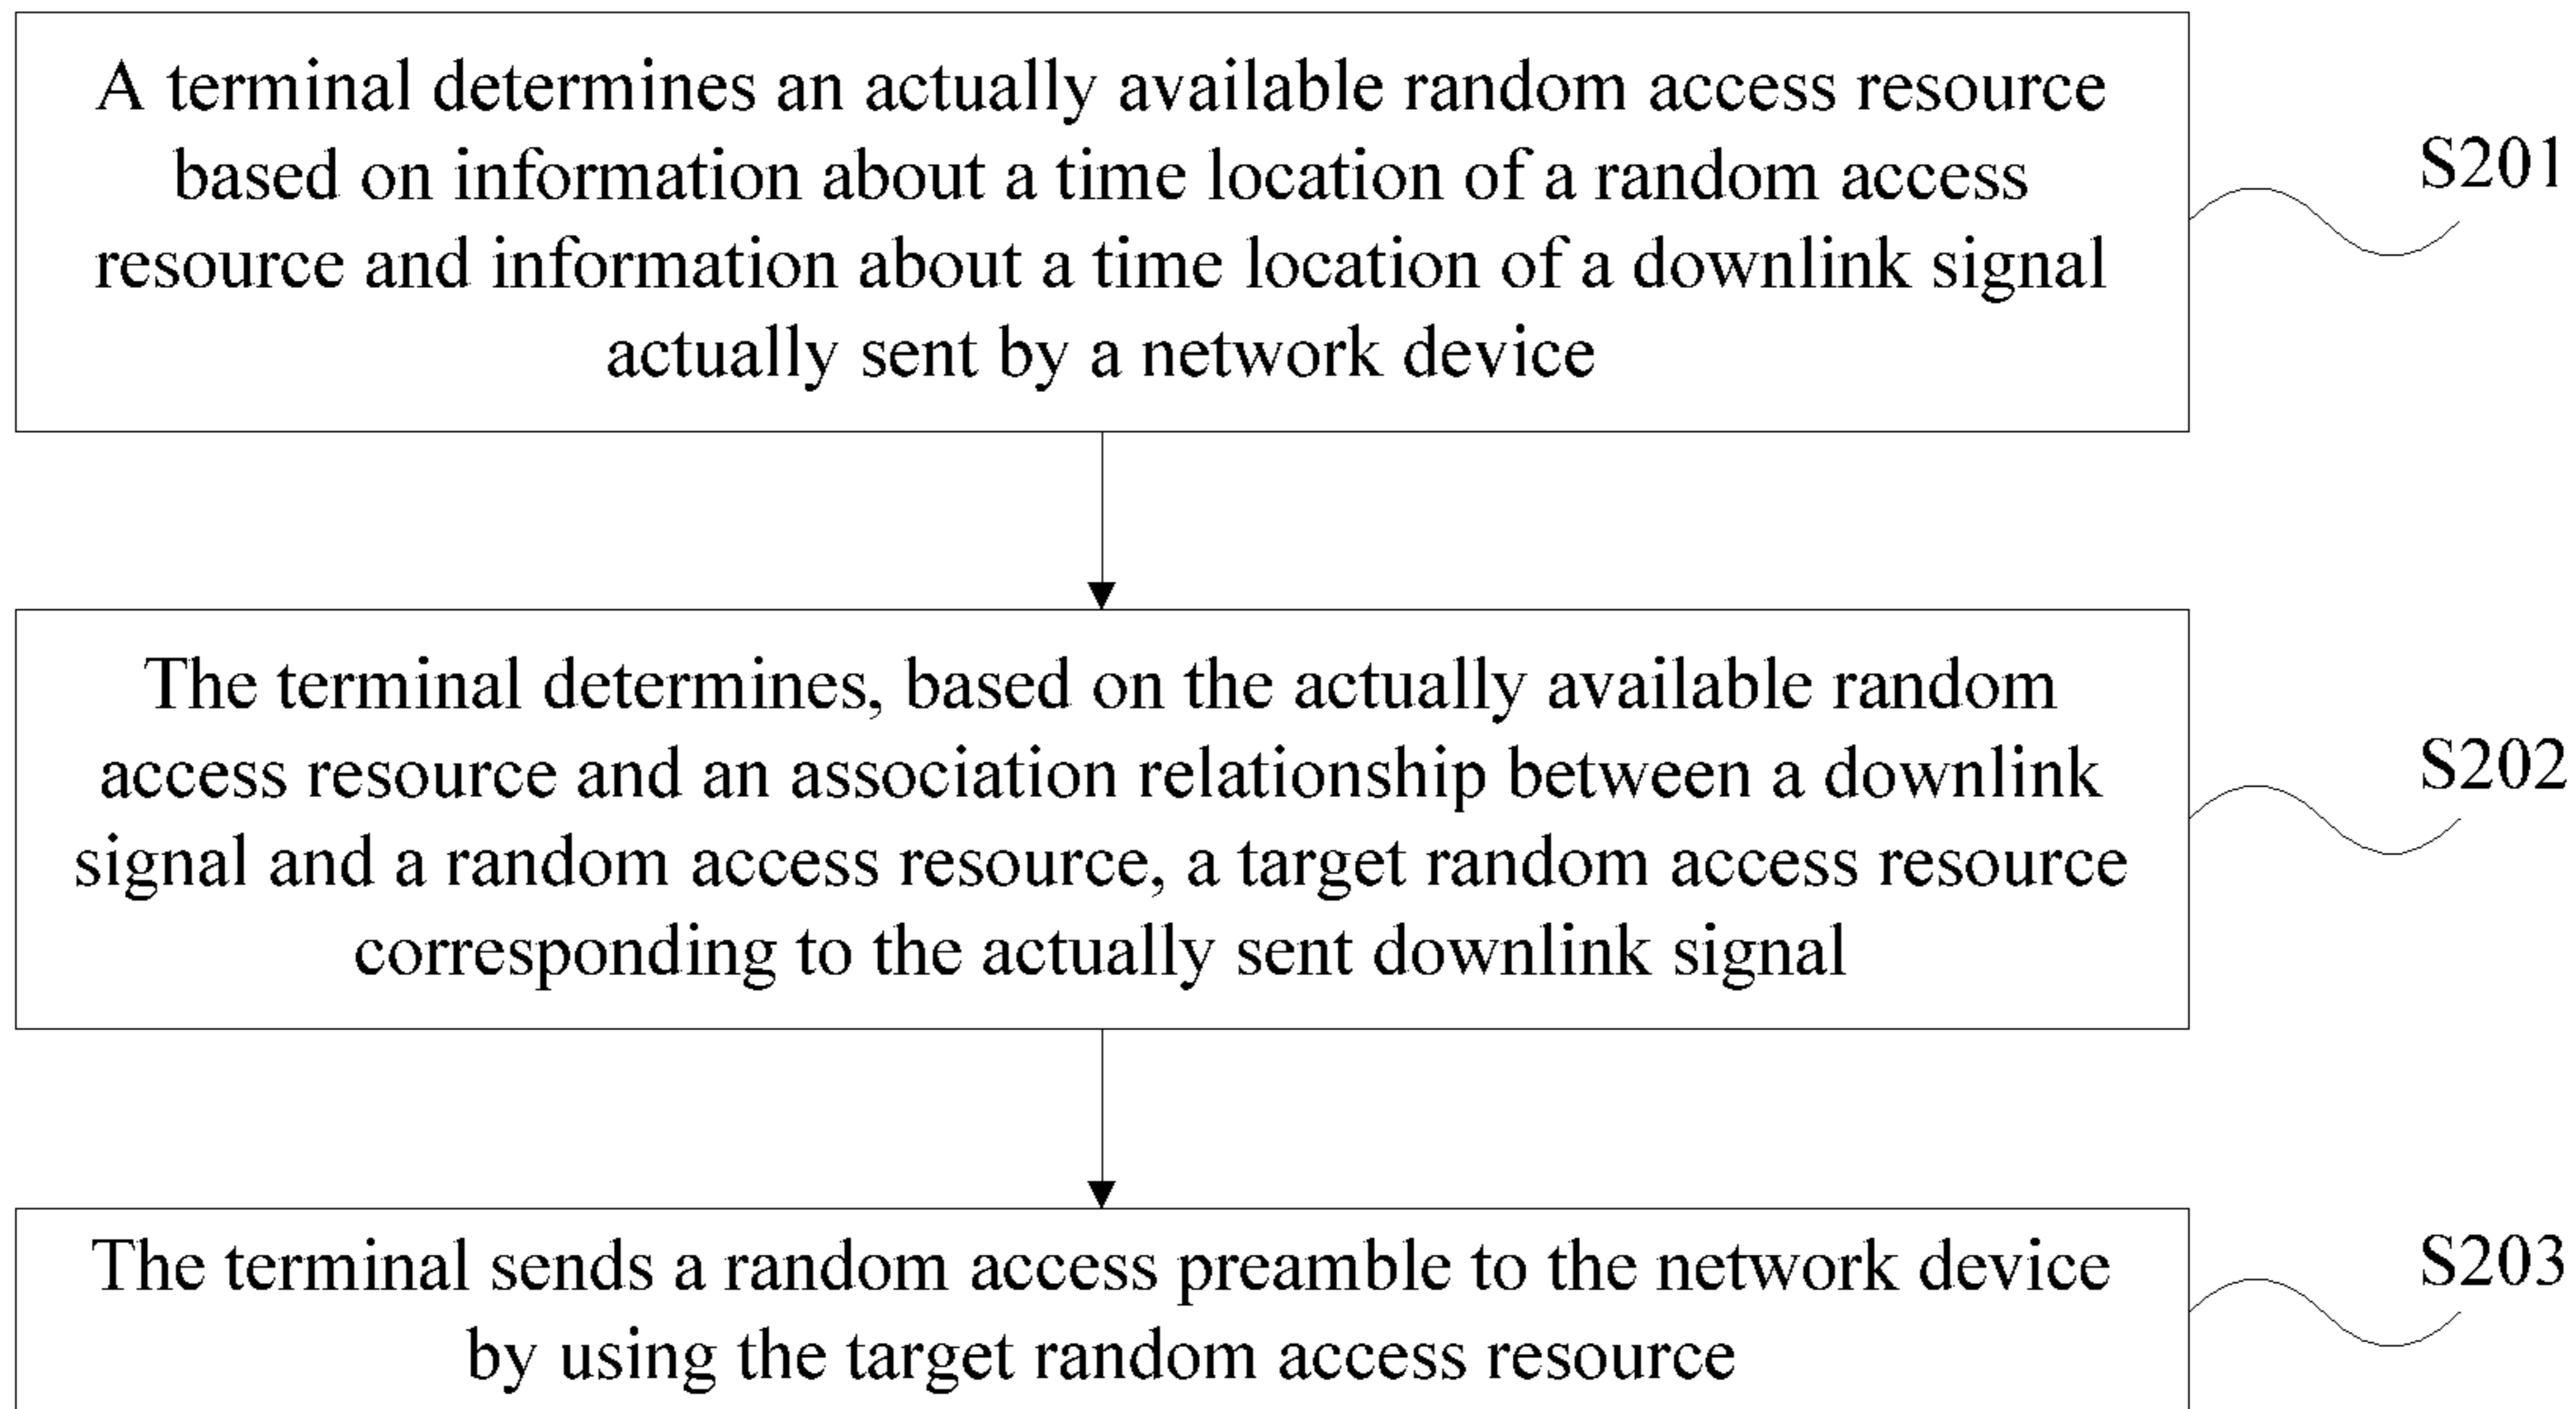 A terminal determines an actually available random access resource
based on information about a time location of a random access
resource and information about a time location of a downlink signal
actually sent by a network device
S201
The terminal determines, based on the actually available random
access resource and an association relationship between a downlink
signal and a random access resource, a target random access resource
corresponding to the actually sent downlink signal
S202
The terminal sends a random access preamble to the network device
by using the target random access resource
S203